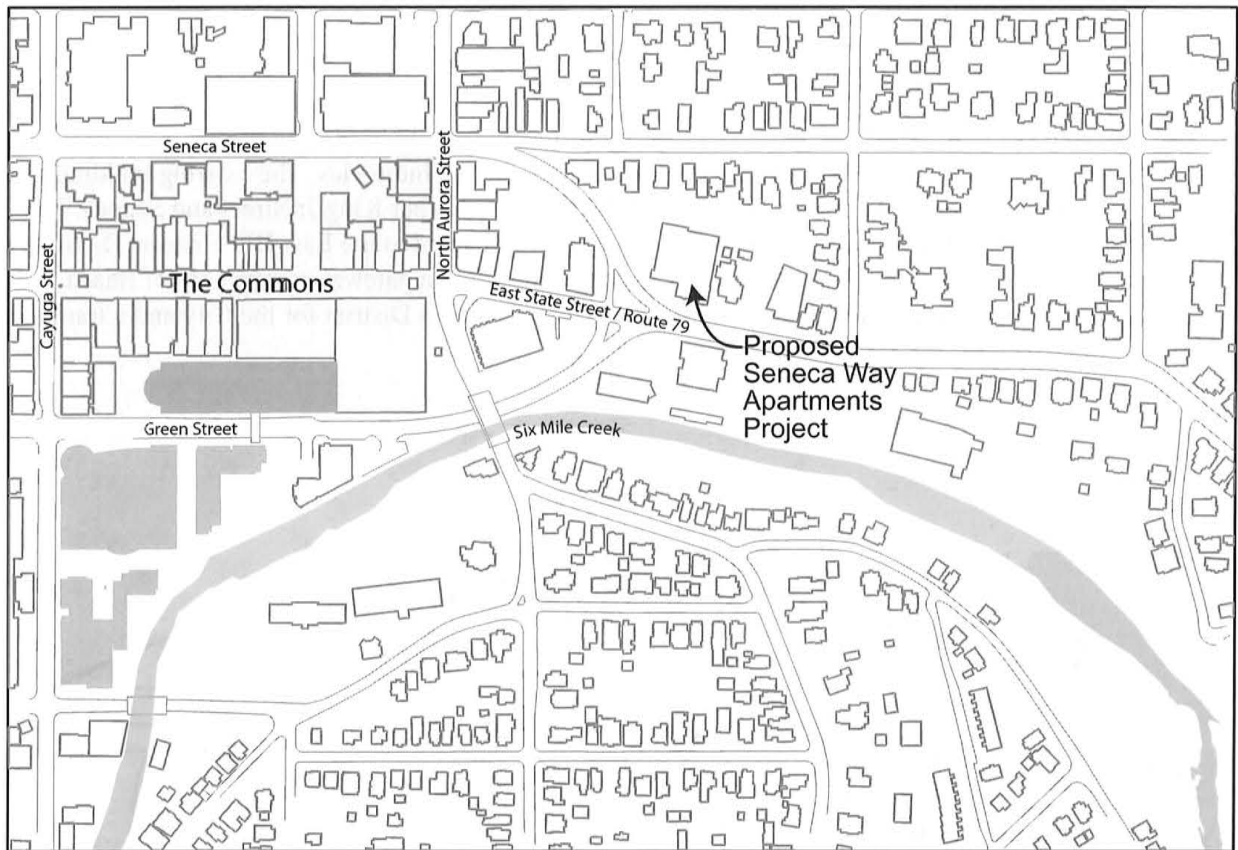 Seneca Street
North Aurora Street
Cayuga Street
The Commons
East State Street / Route 79
Proposed
Seneca Way
Apartments
Project
Green Street
Six Mile Creek